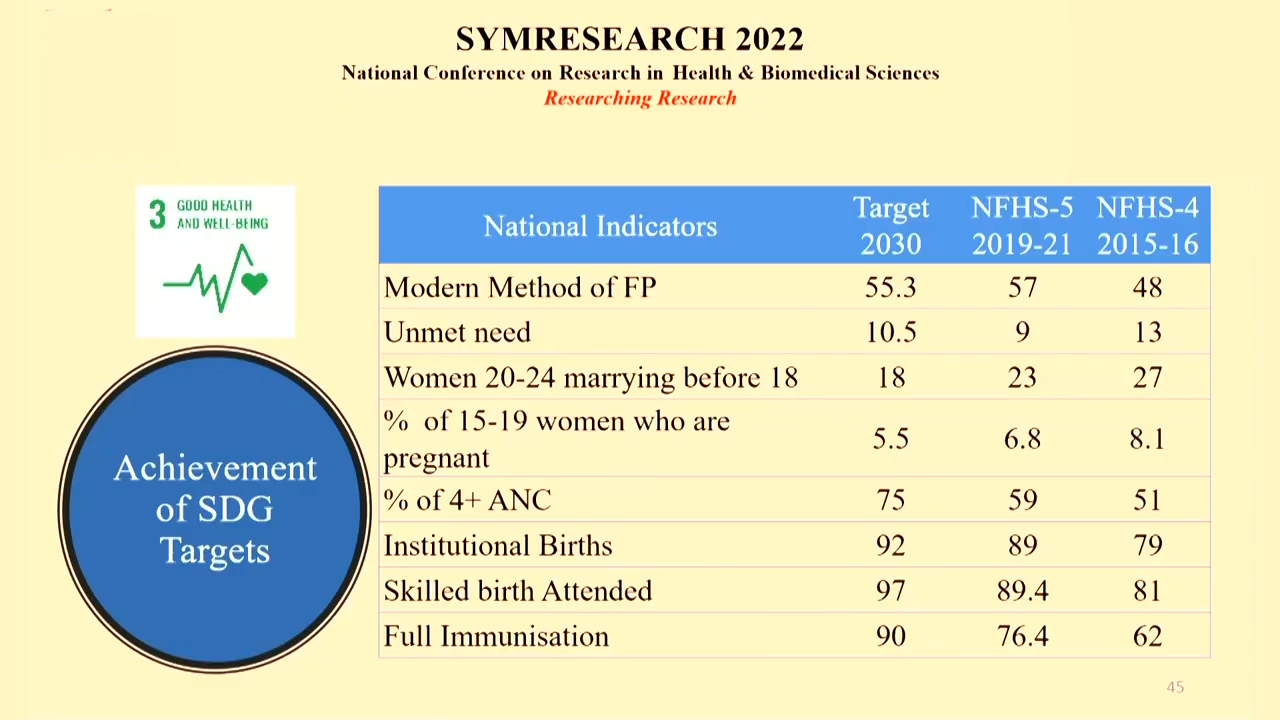 SYMRESEARCH 2022
National Conference on Research in Health & Biomedical Sciences
Researching Research
3 GOOD HEALTH
AND WELL-BEING
Achievement
of SDG
Targets
National Indicators Target 2030 NFHS-5 2019-21 NFHS-4 2015-16
Modern Method of FP 55.3 57 48
Unmet need 10.5 9 13
Women 20-24 marrying before 18 18 23 27
% of 15-19 women who are
pregnant 5.5 6.8 8.1
% of 4+ ANC 75 59 51
Institutional Births 92 89 79
Skilled birth Attended 97 89.4 81
Full Immunisation 90 76.4 62
45